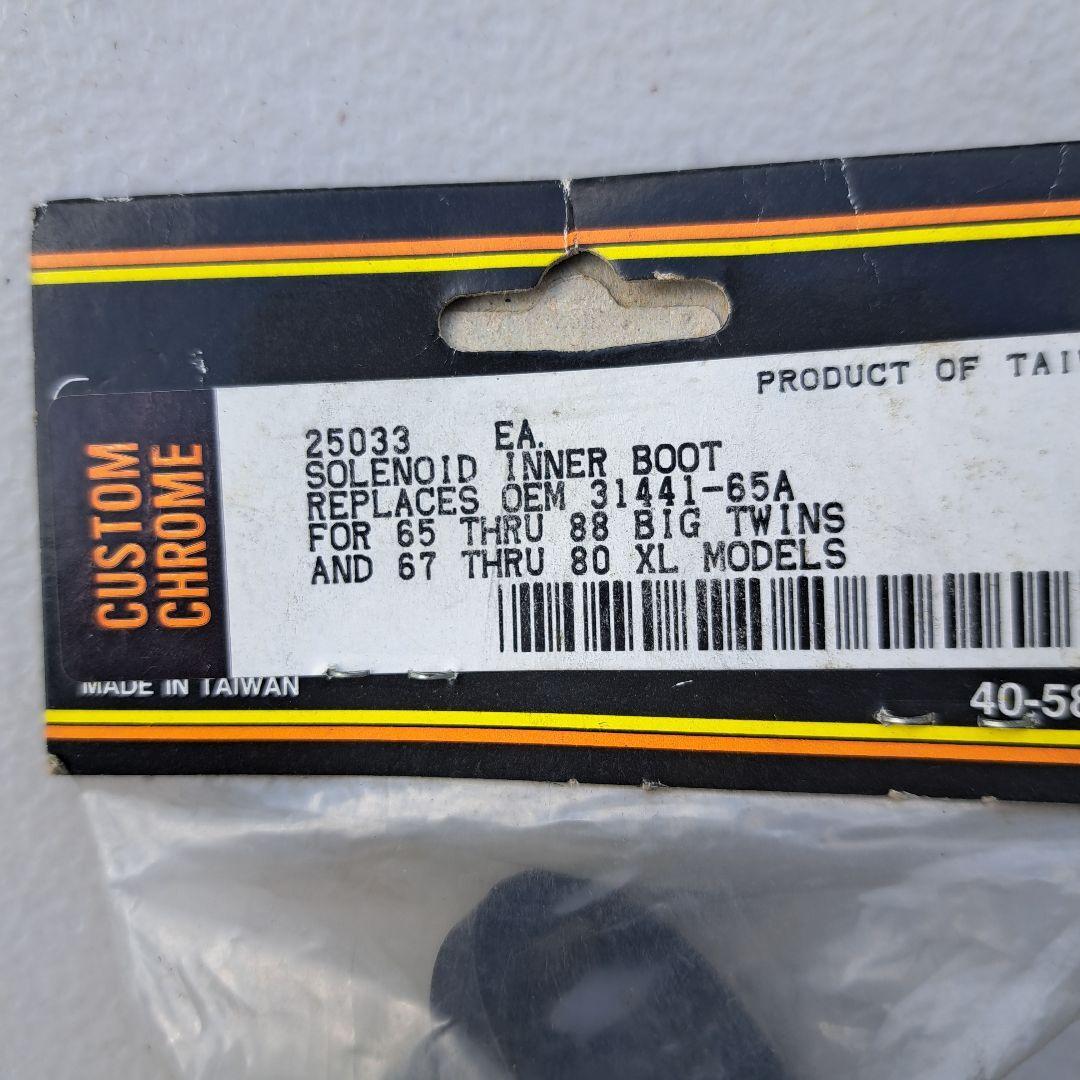 PRODUCT OF
25033 EA.
SOLENOID INNER BOOT
REPLACES OEM 31441-65A
FOR 65 THRU 88 BIG TWINS
AND 67 THRU 80 XL MODELS
CUSTOM
CHROME
MADE IN TAIWAN
40-58